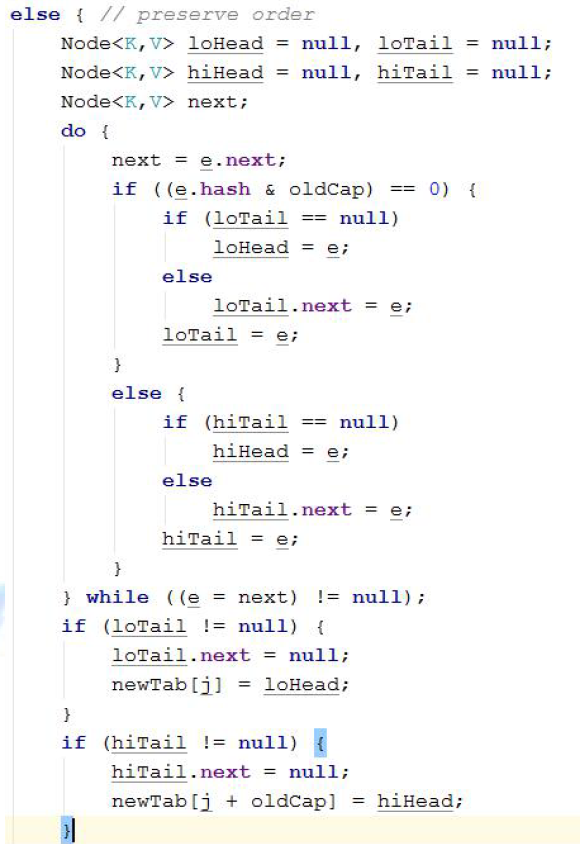 else { // preserve order
Node<K,V> loHead = null, loTail = null;
Node<K,V> hiHead = null, hiTail = null;
Node<K,V> next;
do {
next = e.next;
if ((e.hash & oldCap) == 0) {
if (loTail == null)
loHead = e;
else
loTail.next = e;
loTail = e;
}
else {
if (hiTail == null)
hiHead = e;
else
hiTail.next = e;
hiTail = e;
}
} while ((e = next) != null);
if (loTail != null) {
loTail.next = null;
newTab[j] = loHead;
}
if (hiTail != null) {
hiTail.next = null;
newTab[j + oldCap] = hiHead;
}